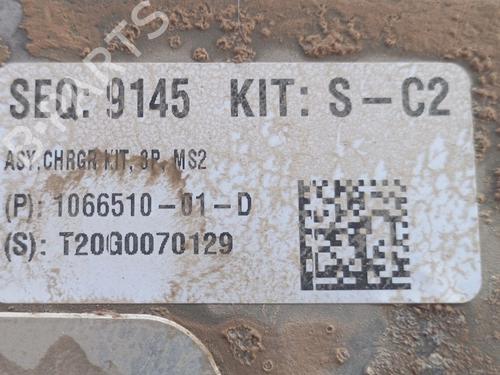 SEQ: 9145 KIT: S-C2
ASY,CHRGR KIT, 3P, MS2
(P): 1066510-01-D
(S): T20G0070129